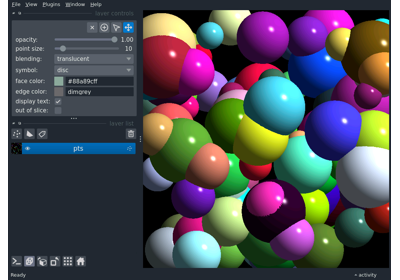 File View Plugins Window Help
layer controls
opacity: 1.00
point size: 10
blending: translucent
symbol: disc
face color: #88a89cff
edge color: dimgrey
display text:
out of slice:
layer list
pts
Ready
activity